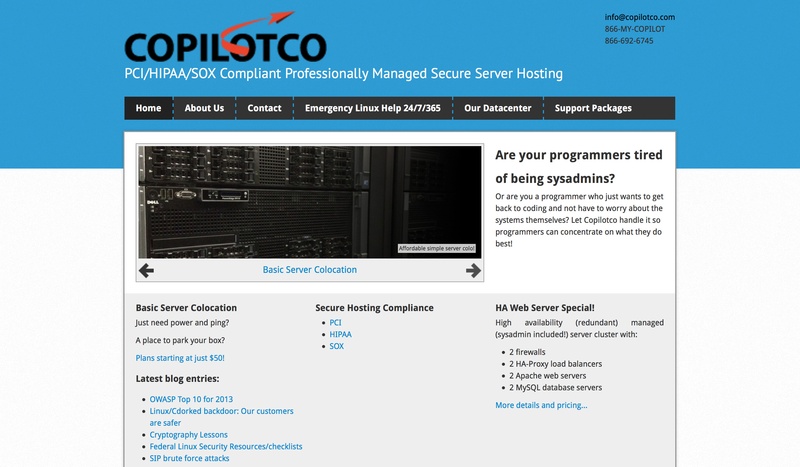 COPILOTCO
PCI/HIPAA/SOX Compliant Professionally Managed Secure Server Hosting
info@copilotco.com
866-MY-COPILOT
866-692-6745
Home
About Us
Contact
Emergency Linux Help 24/7/365
Our Datacenter
Support Packages
DELL
Affordable simple server colo!
Basic Server Colocation
Are your programmers tired
of being sysadmins?
Or are you a programmer who just wants to get
back to coding and not have to worry about the
systems themselves? Let Copilotco handle it so
programmers can concentrate on what they do
best!
Basic Server Colocation
Just need power and ping?
A place to park your box?
Plans starting at just $50!
Latest blog entries:
OWASP Top 10 for 2013
Linux/Cdorked backdoor: Our customers
are safer
Cryptography Lessons
Federal Linux Security Resources/checklists
SIP brute force attacks
Secure Hosting Compliance
PCI
HIPAA
SOX
HA Web Server Special!
High availability (redundant) managed
(sysadmin included!) server cluster with:
2 firewalls
2 HA-Proxy load balancers
2 Apache web servers
2 MySQL database servers
More details and pricing...